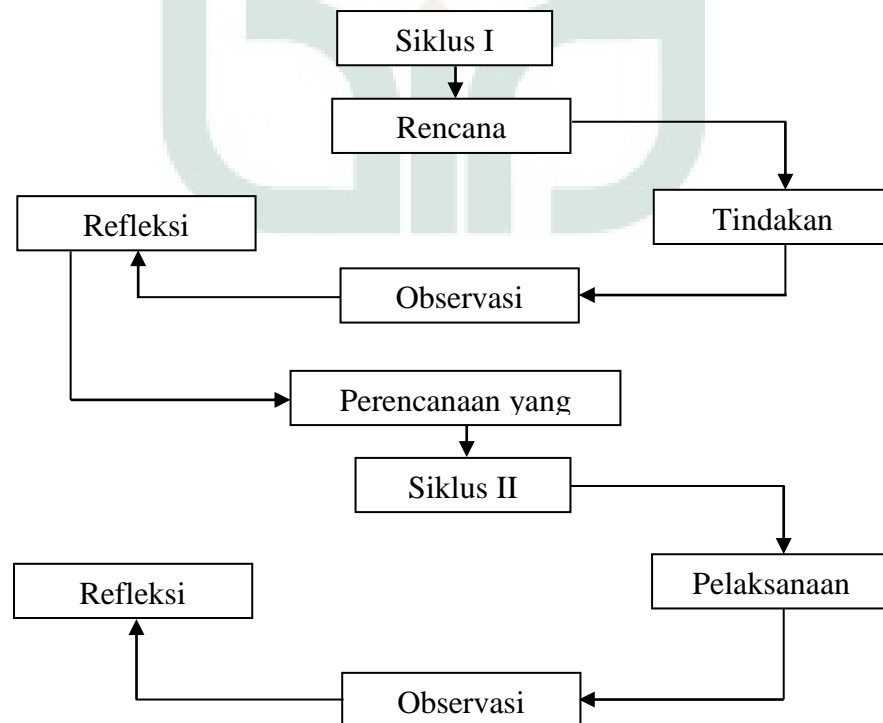 Siklus I
Rencana
Tindakan
Observasi
Refleksi
Perencanaan yang
Siklus II
Pelaksanaan
Observasi
Refleksi